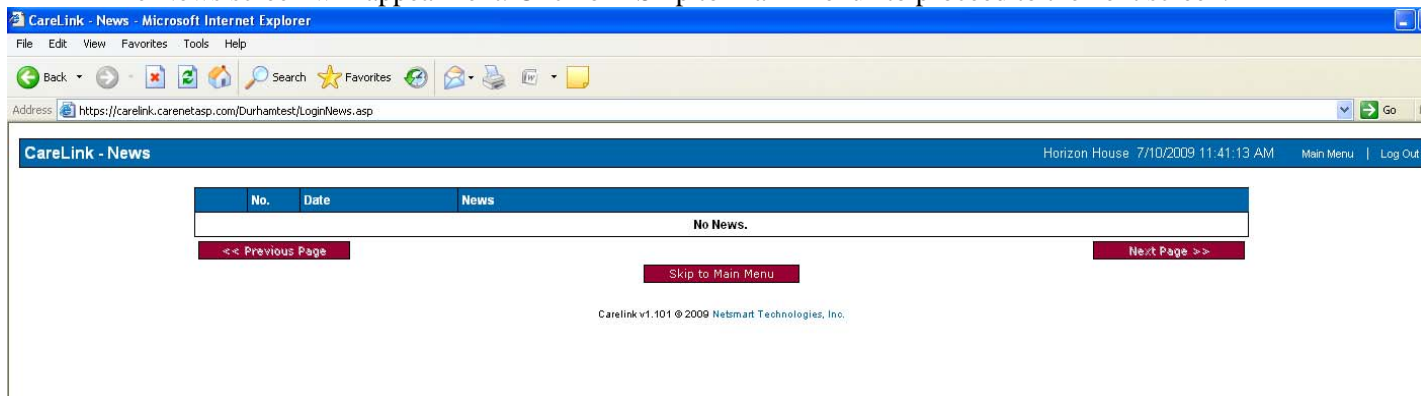 CareLink - News - Microsoft Internet Explorer
File Edit View Favorites Tools Help
Back Search Favorites
Address https://carelink.carenetasp.com/Durhamtest/LoginNews.asp Go
CareLink - News Horizon House 7/10/2009 11:41:13 AM Main Menu | Log Out
No. Date News
No News.
<< Previous Page Next Page >>
Skip to Main Menu
Carelink v1.101 © 2009 Netsmart Technologies, Inc.